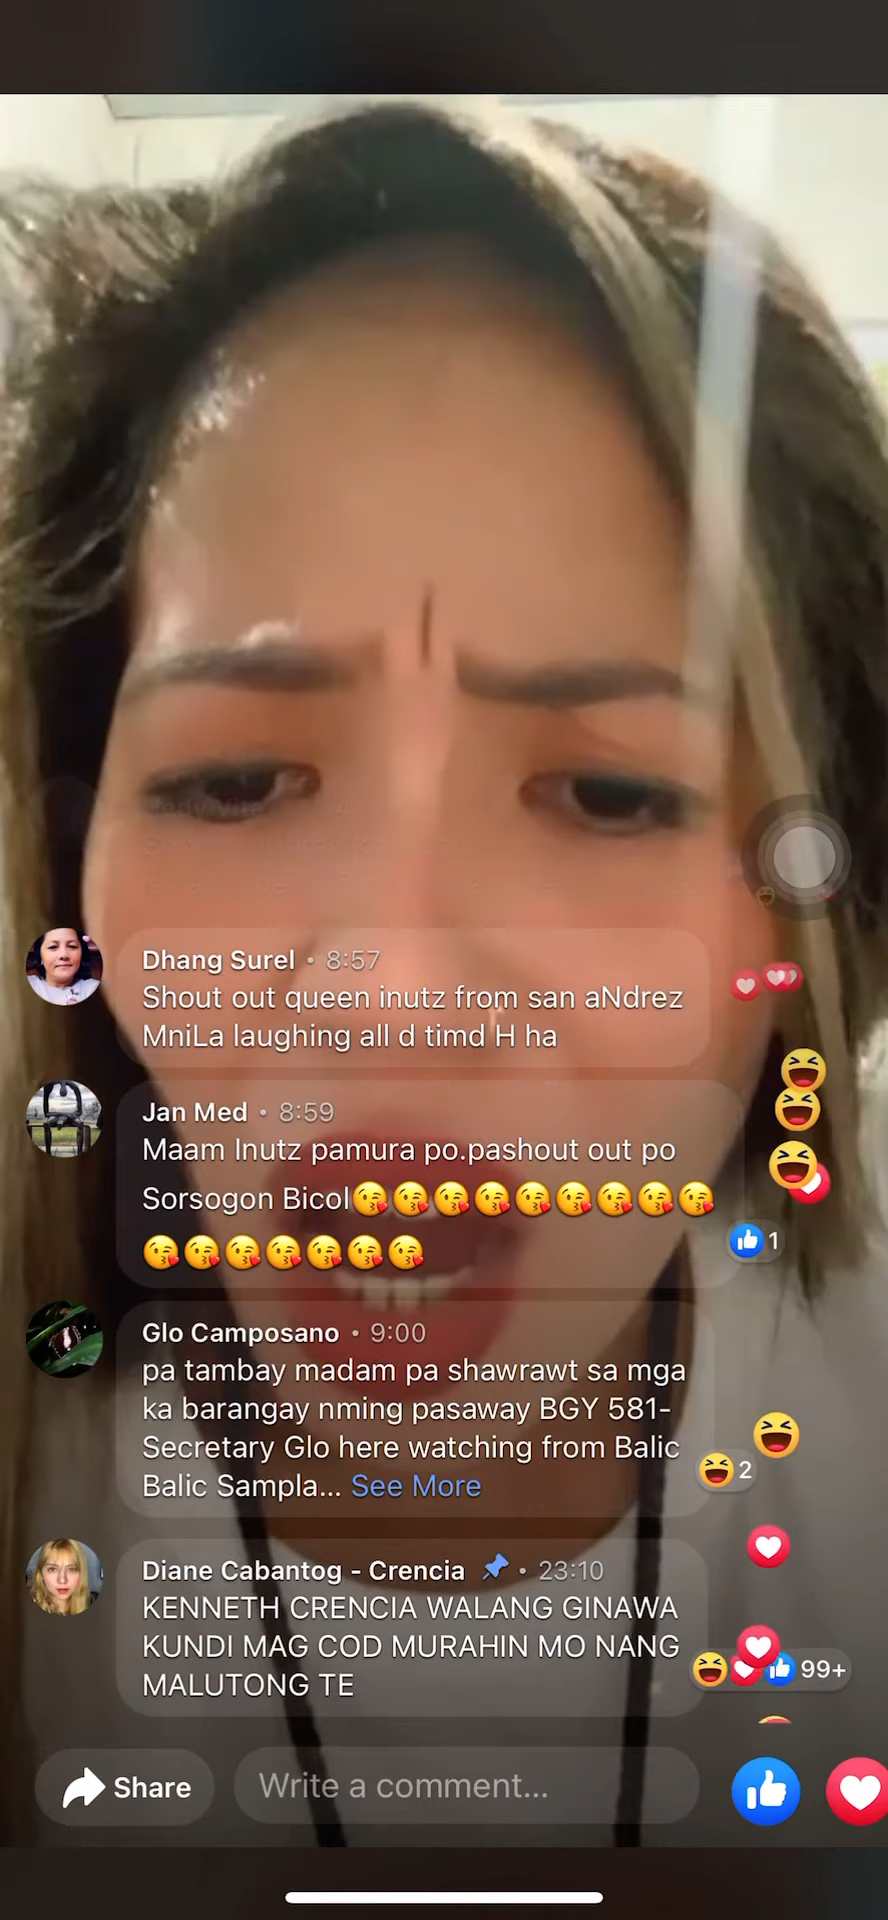 Dhang Surel • 8:57
Shout out queen inutz from san aNdrez
MniLa laughing all d timd H ha
Jan Med • 8:59
Maam Inutz pamura po.pashout out po
Sorsogon Bicol😘😘😘😘😘😘😘😘😘
😘😘😘😘😘😘😘
1
Glo Camposano • 9:00
pa tambay madam pa shawrawt sa mga
ka barangay nming pasaway BGY 581-
Secretary Glo here watching from Balic
Balic Sampla... See More
2
Diane Cabantog - Crencia 📌 • 23:10
KENNETH CRENCIA WALANG GINAWA
KUNDI MAG COD MURAHIN MO NANG
MALUTONG TE
99+
Share
Write a comment...